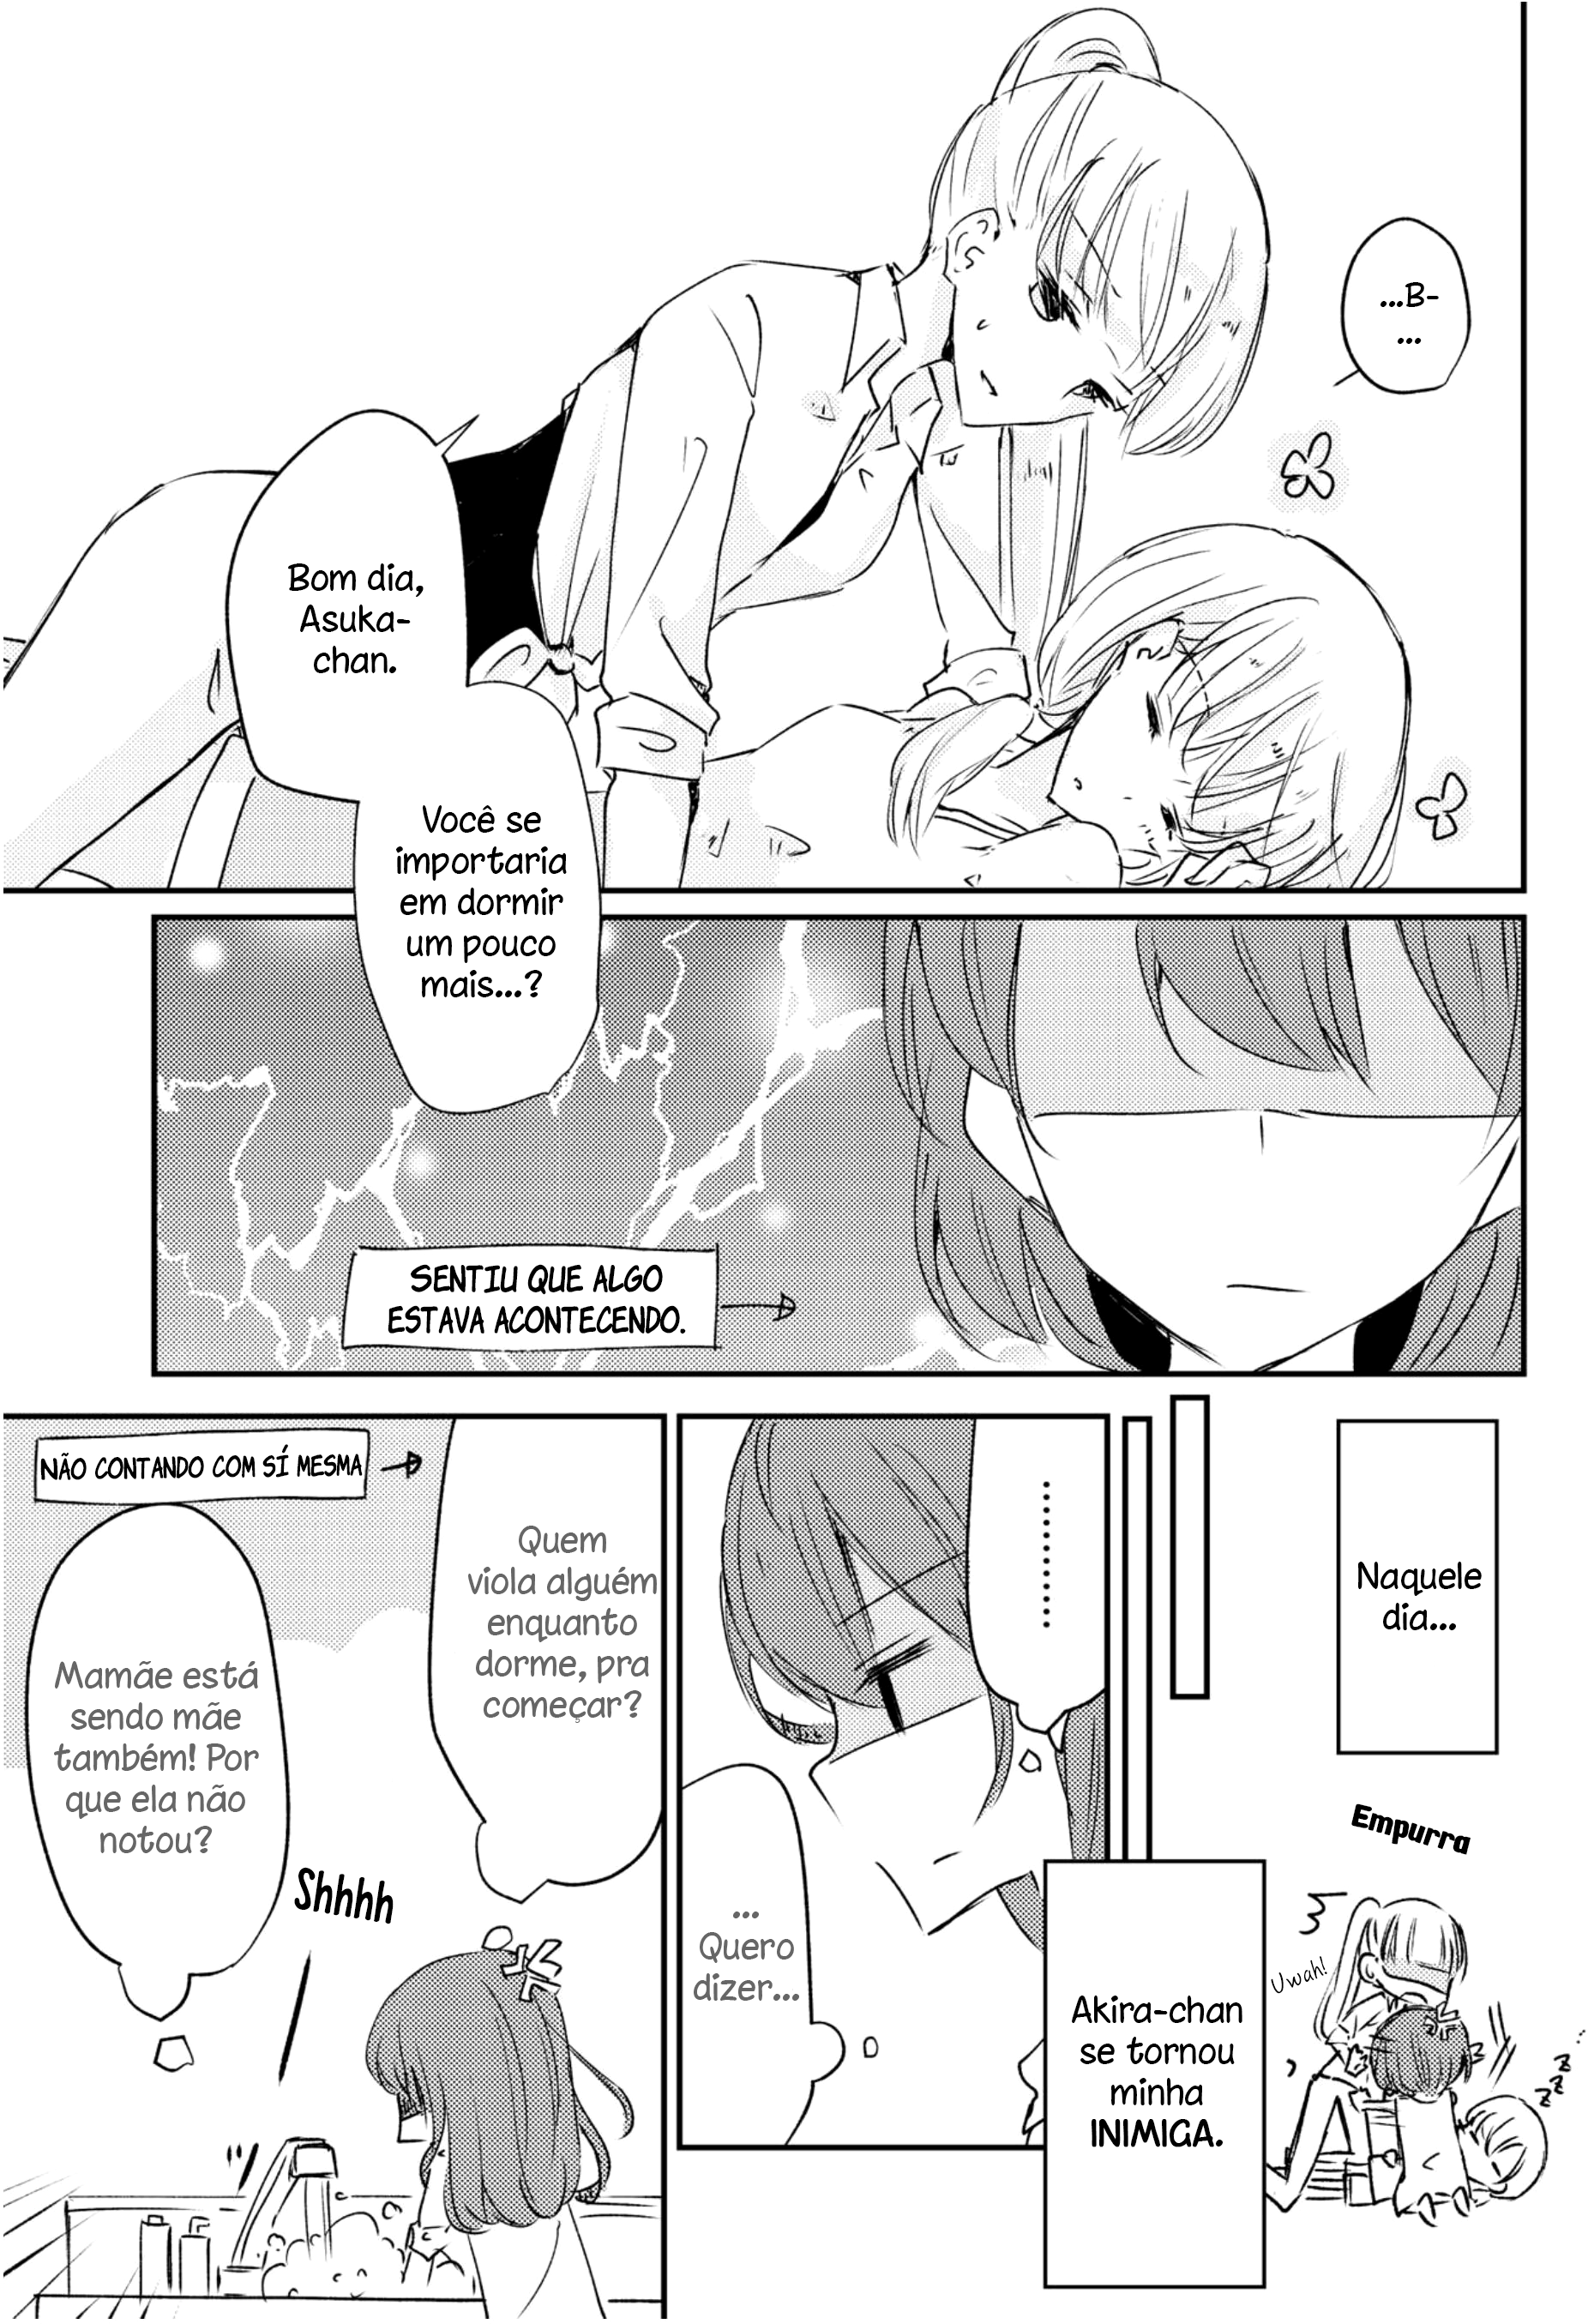 ...B-
...
Bom dia,
Asuka-
chan.
Você se
importaria
em dormir
um pouco
mais...?
SENTIU QUE ALGO
ESTAVA ACONTECENDO.
Naquele
dia...
Empurra
Uwah!
z
z
z
...
Akira-chan
se tornou
minha
INIMIGA.
..........
...
Quero
dizer...
Quem
viola alguém
enquanto
dorme, pra
começar?
NÃO CONTANDO COM SÍ MESMA
Mamãe está
sendo mãe
também! Por
que ela não
notou?
Shhhh